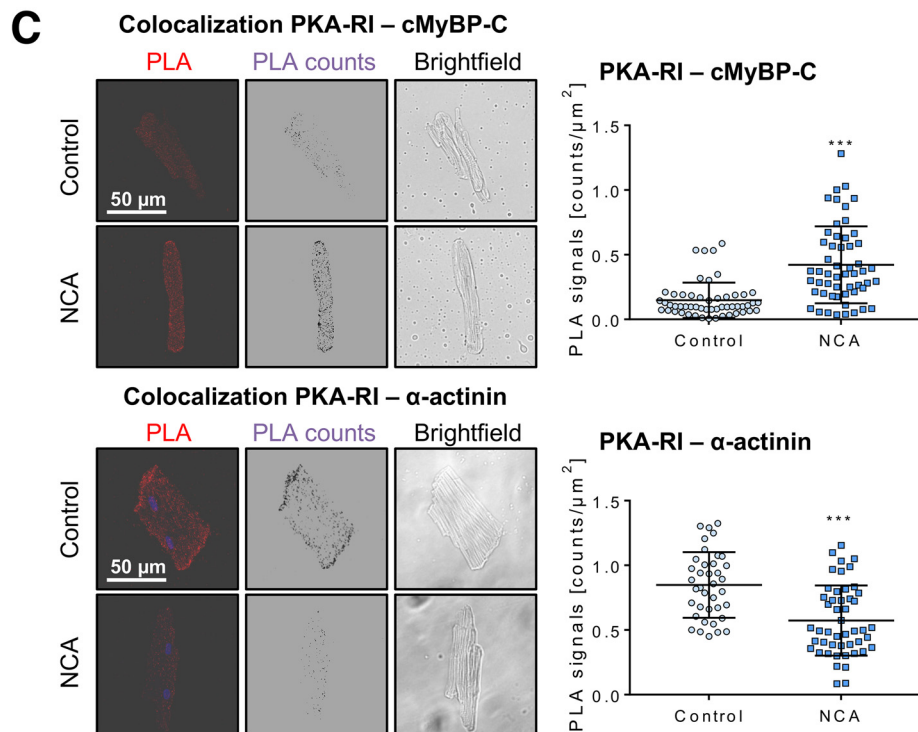 C
Colocalization PKA-RI – cMyBP-C
PLA
PLA counts
Brightfield
Control
50 µm
NCA
PKA-RI – cMyBP-C
PLA signals [counts/µm²]
1.5
1.0
0.5
0.0
***
Control
NCA
Colocalization PKA-RI – α-actinin
PLA
PLA counts
Brightfield
Control
50 µm
NCA
PKA-RI – α-actinin
PLA signals [counts/µm²]
1.5
1.0
0.5
0.0
***
Control
NCA